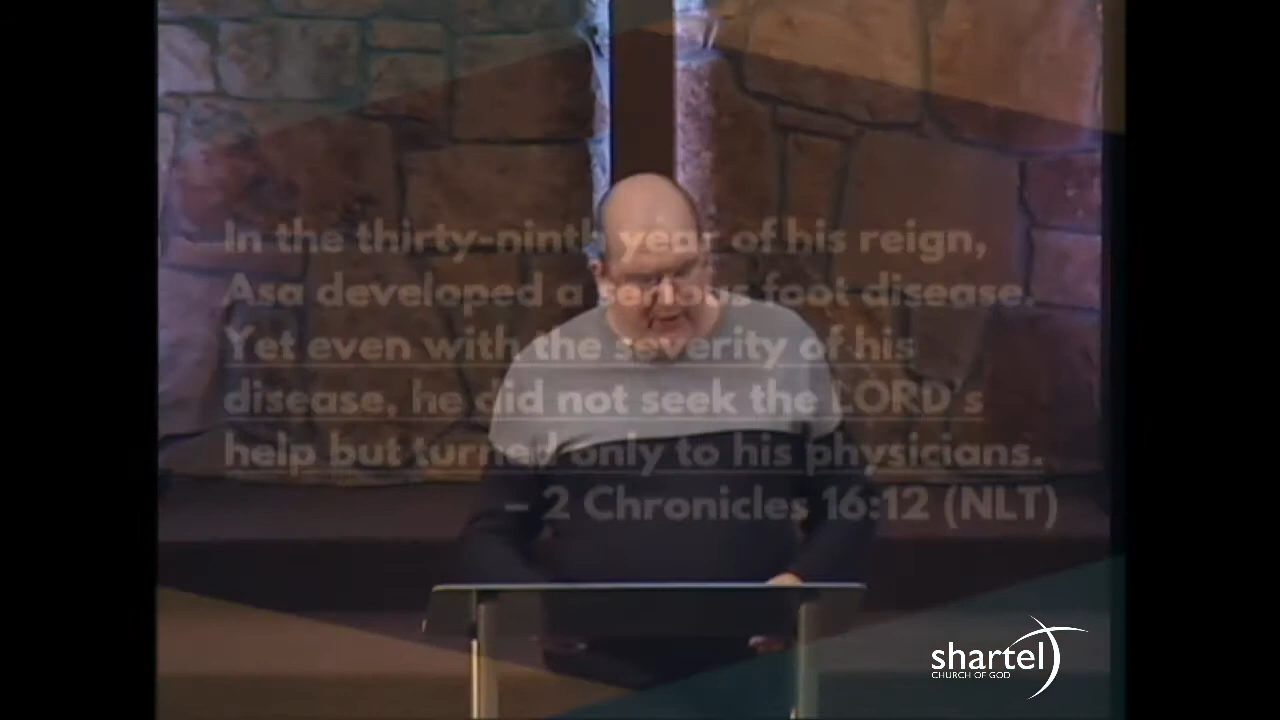 In the thirty-ninth year of his reign,
Asa developed a serious foot disease.
Yet even with the severity of his
disease, he did not seek the LORD's
help but turned only to his physicians.
– 2 Chronicles 16:12 (NLT)
shartel
CHURCH OF GOD